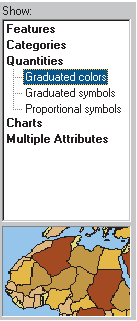 Show:
Features
Categories
Quantities
Graduated colors
Graduated symbols
Proportional symbols
Charts
Multiple Attributes